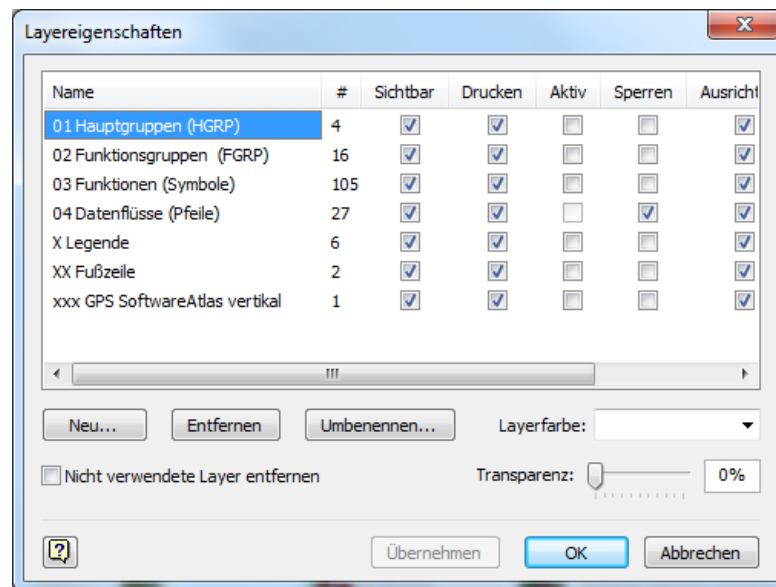 Layereigenschaften
Name # Sichtbar Drucken Aktiv Sperren Ausricht
01 Hauptgruppen (HGRP) 4
02 Funktionsgruppen (FGRP) 16
03 Funktionen (Symbole) 105
04 Datenflüsse (Pfeile) 27
X Legende 6
XX Fußzeile 2
xxx GPS SoftwareAtlas vertikal 1
Neu... Entfernen Umbenennen... Layerfarbe:
Nicht verwendete Layer entfernen Transparenz: 0%
Übernehmen OK Abbrechen